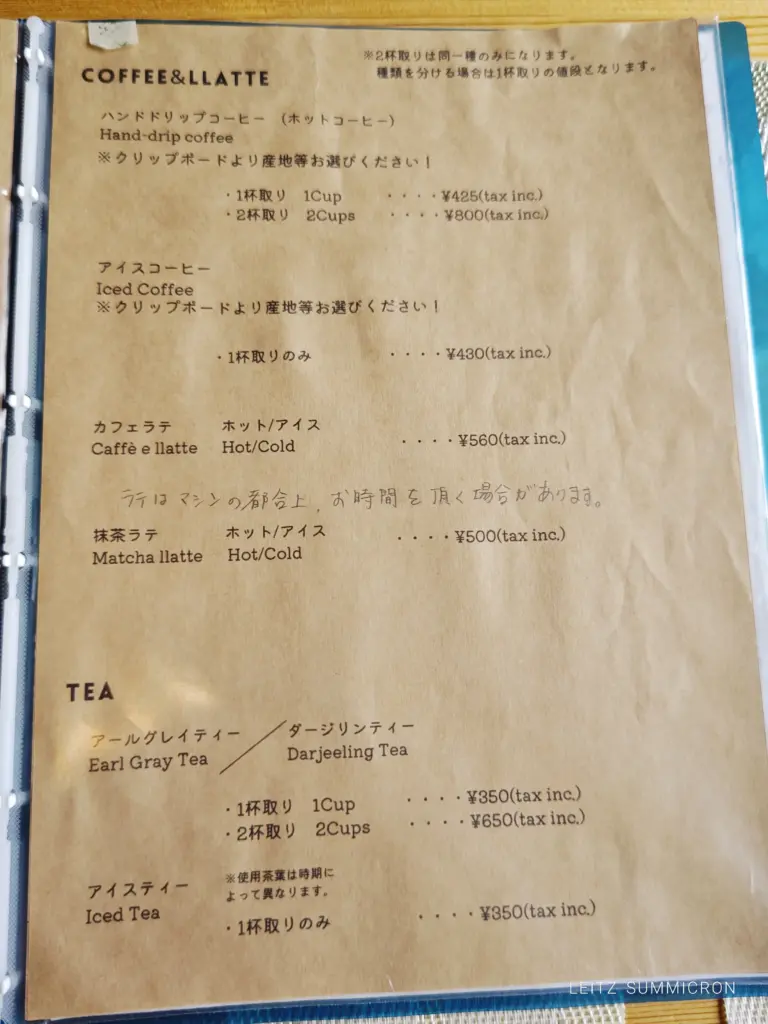 ※2杯取りは同一種のみになります。
種類を分ける場合は1杯取りの値段となります。
COFFEE&LLATTE
ハンドドリップコーヒー (ホットコーヒー)
Hand-drip coffee
※クリップボードより産地等お選びください!
・1杯取り 1Cup ・・・・¥425(tax inc.)
・2杯取り 2Cups ・・・・¥800(tax inc.)
アイスコーヒー
Iced Coffee
※クリップボードより産地等お選びください!
・1杯取りのみ ・・・・¥430(tax inc.)
カフェラテ ホット/アイス
Caffè e llatte Hot/Cold ・・・・¥560(tax inc.)
ラテはマシンの都合上、お時間を頂く場合があります。
抹茶ラテ ホット/アイス ・・・・¥500(tax inc.)
Matcha llatte Hot/Cold
TEA
アールグレイティー／ダージリンティー
Earl Gray Tea Darjeeling Tea
・1杯取り 1Cup ・・・・¥350(tax inc.)
・2杯取り 2Cups ・・・・¥650(tax inc.)
アイスティー ※使用茶葉は時期に
よって異なります。
Iced Tea
・1杯取りのみ ・・・・¥350(tax inc.)
LEITZ SUMMICRON